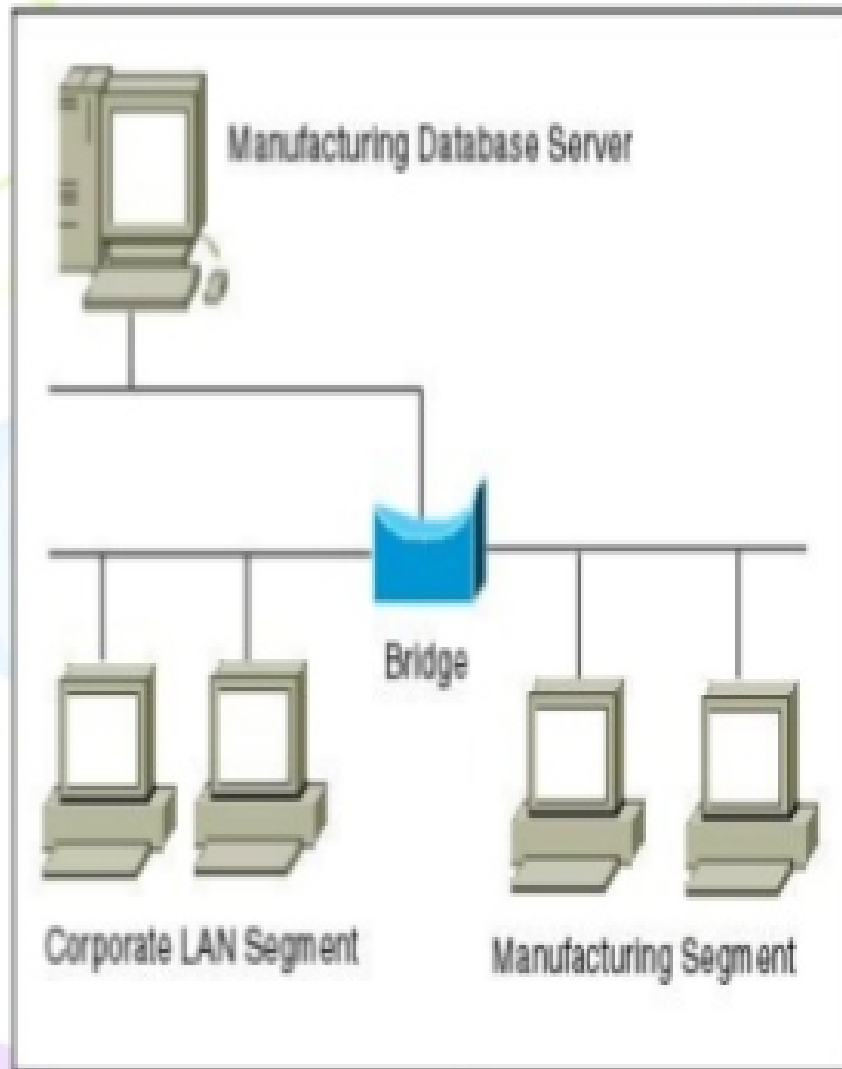 Manufacturing Database Server
Bridge
Corporate LAN Segment
Manufacturing Segment